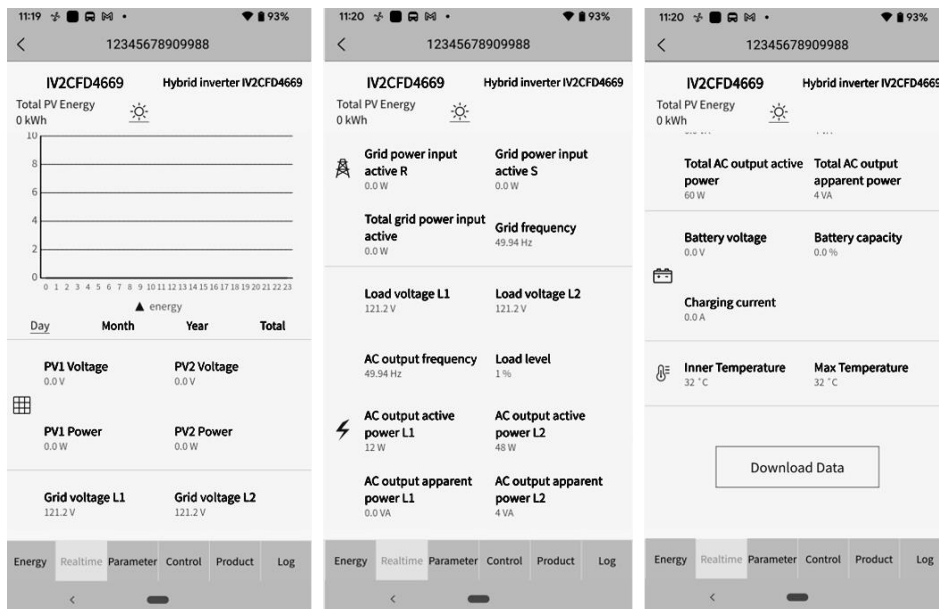 11:19 93%
12345678909988
IV2CFD4669 Hybrid inverter IV2CFD4669
Total PV Energy
0 kWh
10
8
6
4
2
0
0 1 2 3 4 5 6 7 8 9 10 11 12 13 14 15 16 17 18 19 20 21 22 23
energy
Day Month Year Total
PV1 Voltage PV2 Voltage
0.0 V 0.0 V
PV1 Power PV2 Power
0.0 W 0.0 W
Grid voltage L1 Grid voltage L2
121.2 V 121.2 V
Energy Realtime Parameter Control Product Log
11:20 93%
12345678909988
IV2CFD4669 Hybrid inverter IV2CFD4669
Total PV Energy
0 kWh
Grid power input Grid power input
active R active S
0.0 W 0.0 W
Total grid power input
active Grid frequency
0.0 W 49.94 Hz
Load voltage L1 Load voltage L2
121.2 V 121.2 V
AC output frequency Load level
49.94 Hz 1 %
AC output active AC output active
power L1 power L2
12 W 48 W
AC output apparent AC output apparent
power L1 power L2
0.0 VA 4 VA
Energy Realtime Parameter Control Product Log
11:20 93%
12345678909988
IV2CFD4669 Hybrid inverter IV2CFD4669
Total PV Energy
0 kWh
Total AC output active Total AC output
power apparent power
60 W 4 VA
Battery voltage Battery capacity
0.0 V 0.0 %
Charging current
0.0 A
Inner Temperature Max Temperature
32 °C 32 °C
Download Data
Energy Realtime Parameter Control Product Log